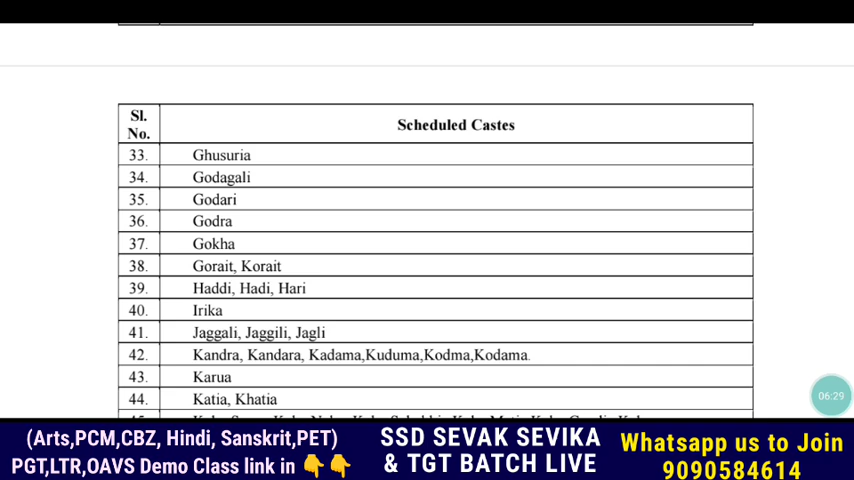 Sl. No. Scheduled Castes
33. Ghusuria
34. Godagali
35. Godari
36. Godra
37. Gokha
38. Gorait, Korait
39. Haddi, Hadi, Hari
40. Irika
41. Jaggali, Jaggili, Jagli
42. Kandra, Kandara, Kadama,Kuduma,Kodma,Kodama.
43. Karua
44. Katia, Khatia
06:29
(Arts,PCM,CBZ, Hindi, Sanskrit,PET)
PGT,LTR,OAVS Demo Class link in 👇👇
SSD SEVAK SEVIKA
& TGT BATCH LIVE
Whatsapp us to Join
9090584614